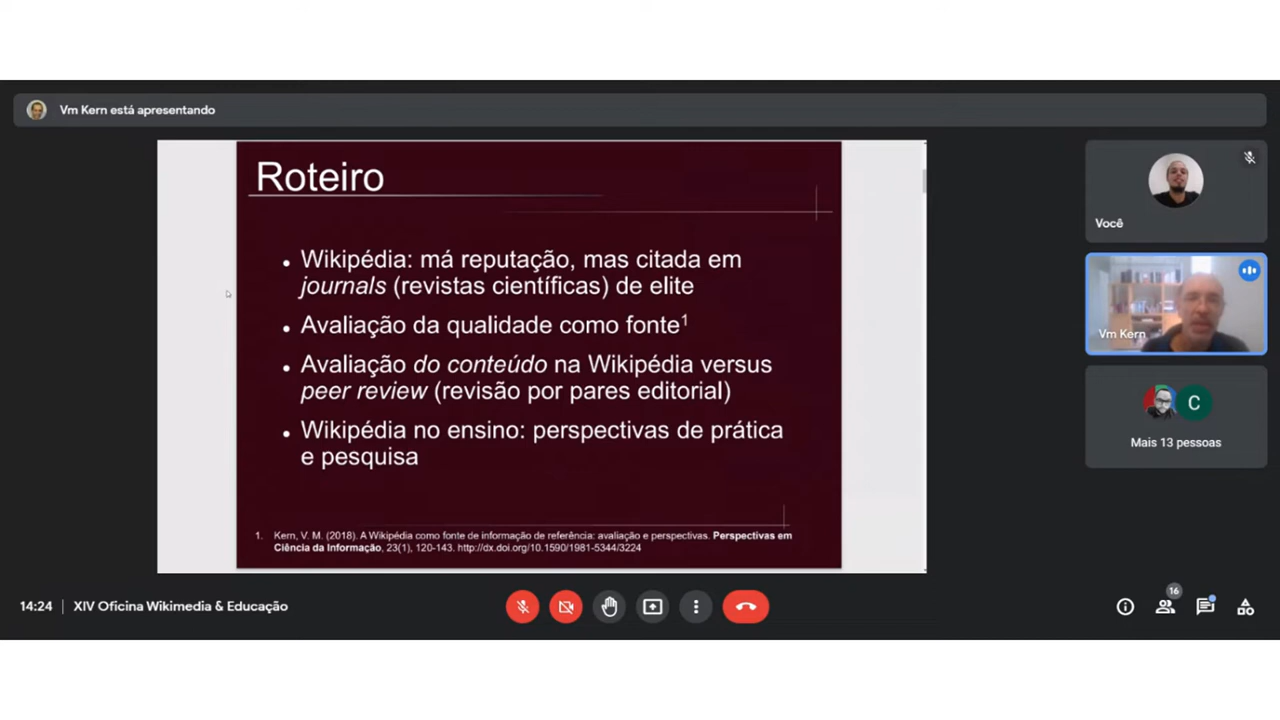 Vm Kern está apresentando
Roteiro
• Wikipédia: má reputação, mas citada em
journals (revistas científicas) de elite
• Avaliação da qualidade como fonte¹
• Avaliação do conteúdo na Wikipédia versus
peer review (revisão por pares editorial)
• Wikipédia no ensino: perspectivas de prática
e pesquisa
1. Kern, V. M. (2018). A Wikipédia como fonte de informação de referência: avaliação e perspectivas. Perspectivas em
Ciência da Informação, 23(1), 120-143. http://dx.doi.org/10.1590/1981-5344/3224
Você
Vm Kern
C
Mais 13 pessoas
14:24 | XIV Oficina Wikimedia & Educação
16